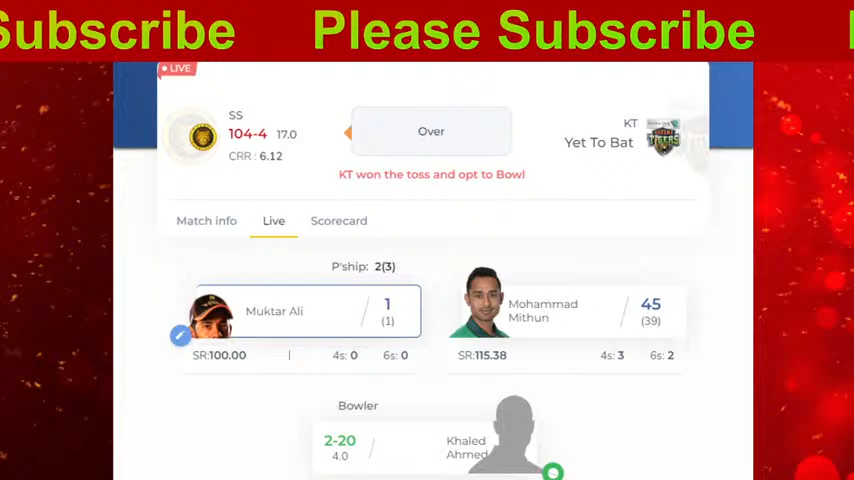 Subscribe Please Subscribe
LIVE
SS
104-4 17.0
CRR : 6.12
Over
KT
Yet To Bat
KT won the toss and opt to Bowl
Match info Live Scorecard
P'ship: 2(3)
Muktar Ali 1
(1)
Mohammad
Mithun
45
(39)
SR:100.00 4s: 0 6s: 0
SR:115.38 4s: 3 6s: 2
Bowler
2-20
4.0
Khaled
Ahmed